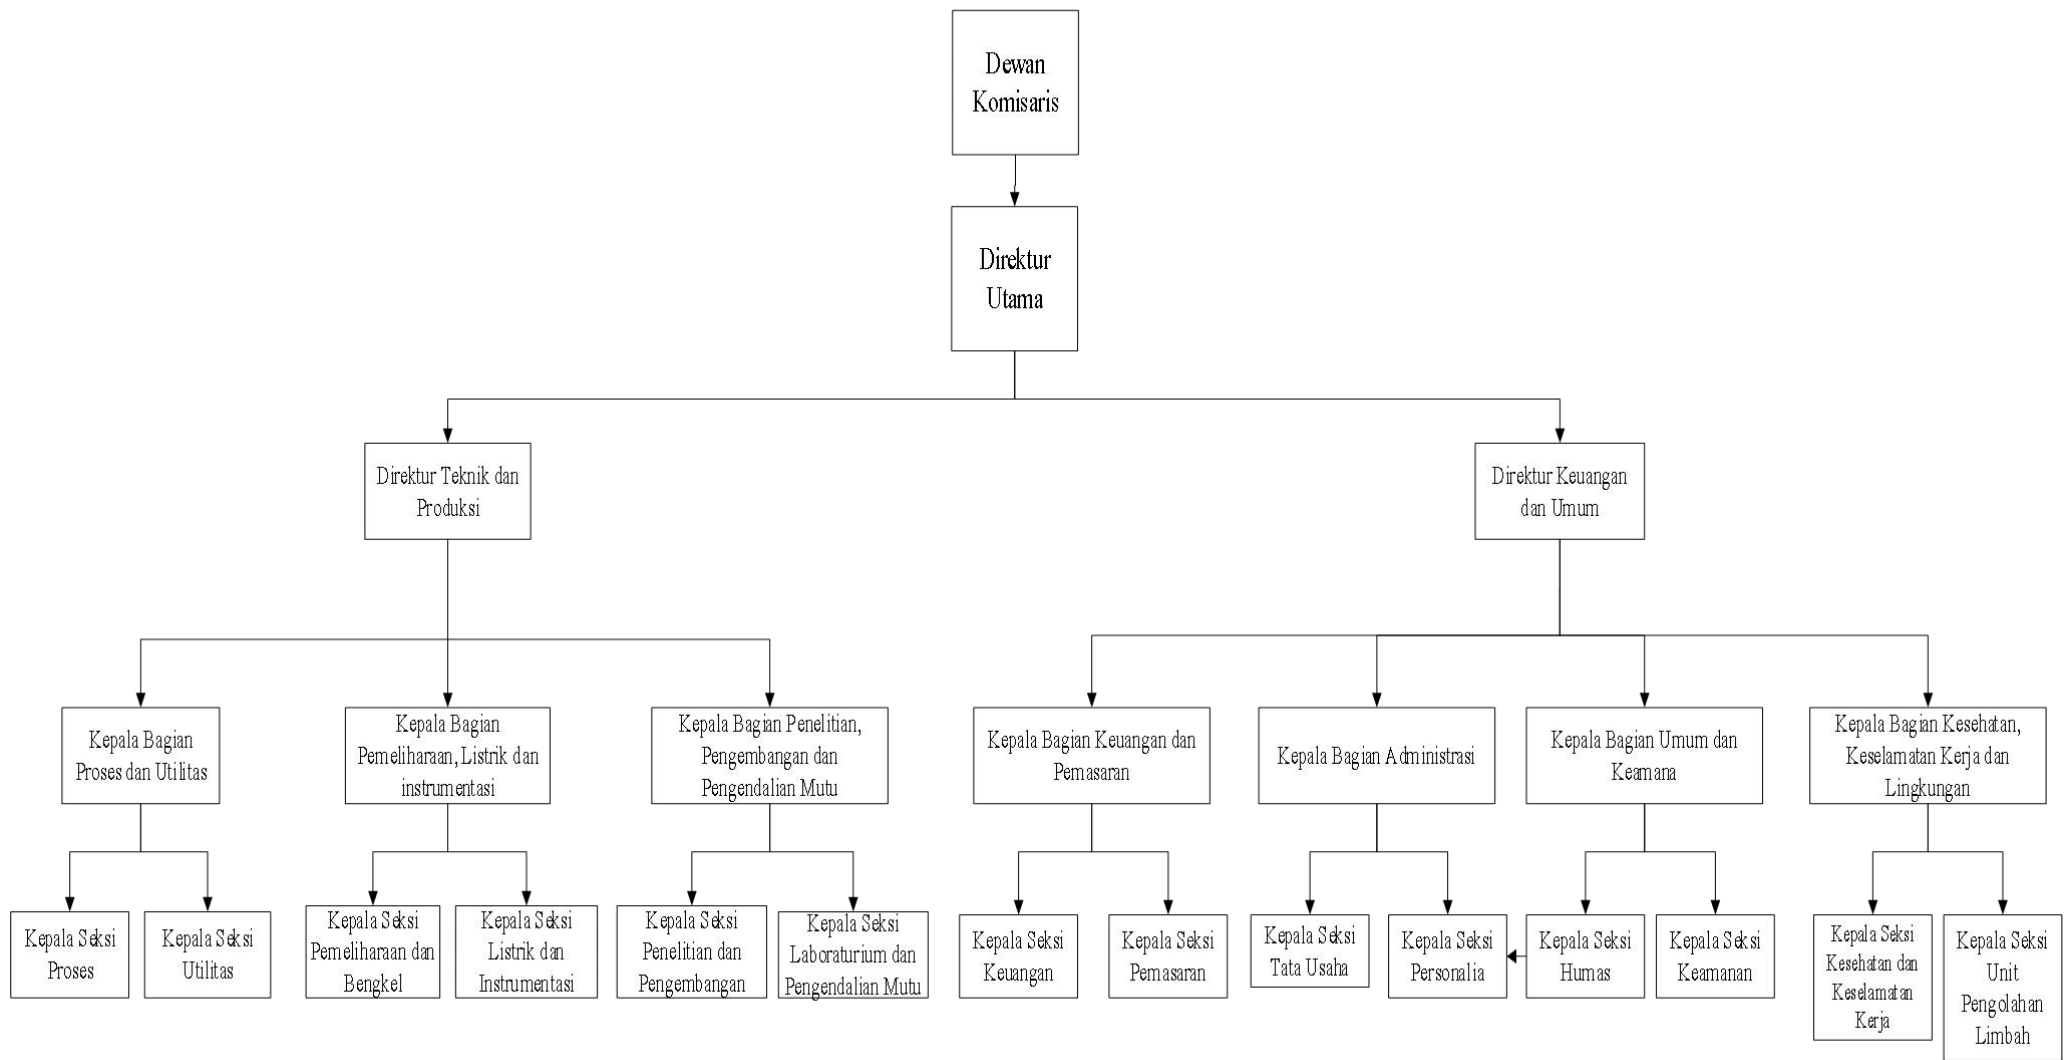 Dewan
Komisaris
Direktur
Utama
Direktur Teknik dan
Produksi
Direktur Keuangan
dan Umum
Kepala Bagian
Proses dan Utilitas
Kepala Bagian
Pemeliharaan, Listrik dan
instrumentasi
Kepala Bagian Penelitian,
Pengembangan dan
Pengendalian Mutu
Kepala Bagian Keuangan dan
Pemasaran
Kepala Bagian Administrasi
Kepala Bagian Umum dan
Keamana
Kepala Bagian Kesehatan,
Keselamatan Kerja dan
Lingkungan
Kepala Seksi
Proses
Kepala Seksi
Utilitas
Kepala Seksi
Pemeliharaan dan
Bengkel
Kepala Seksi
Listrik dan
Instrumentasi
Kepala Seksi
Penelitian dan
Pengembangan
Kepala Seksi
Laboraturium dan
Pengendalian Mutu
Kepala Seksi
Keuangan
Kepala Seksi
Pemasaran
Kepala Seksi
Tata Usaha
Kepala Seksi
Personalia
Kepala Seksi
Humas
Kepala Seksi
Keamanan
Kepala Seksi
Kesehatan dan
Keselamatan
Kerja
Kepala Seksi
Unit
Pengolahan
Limbah